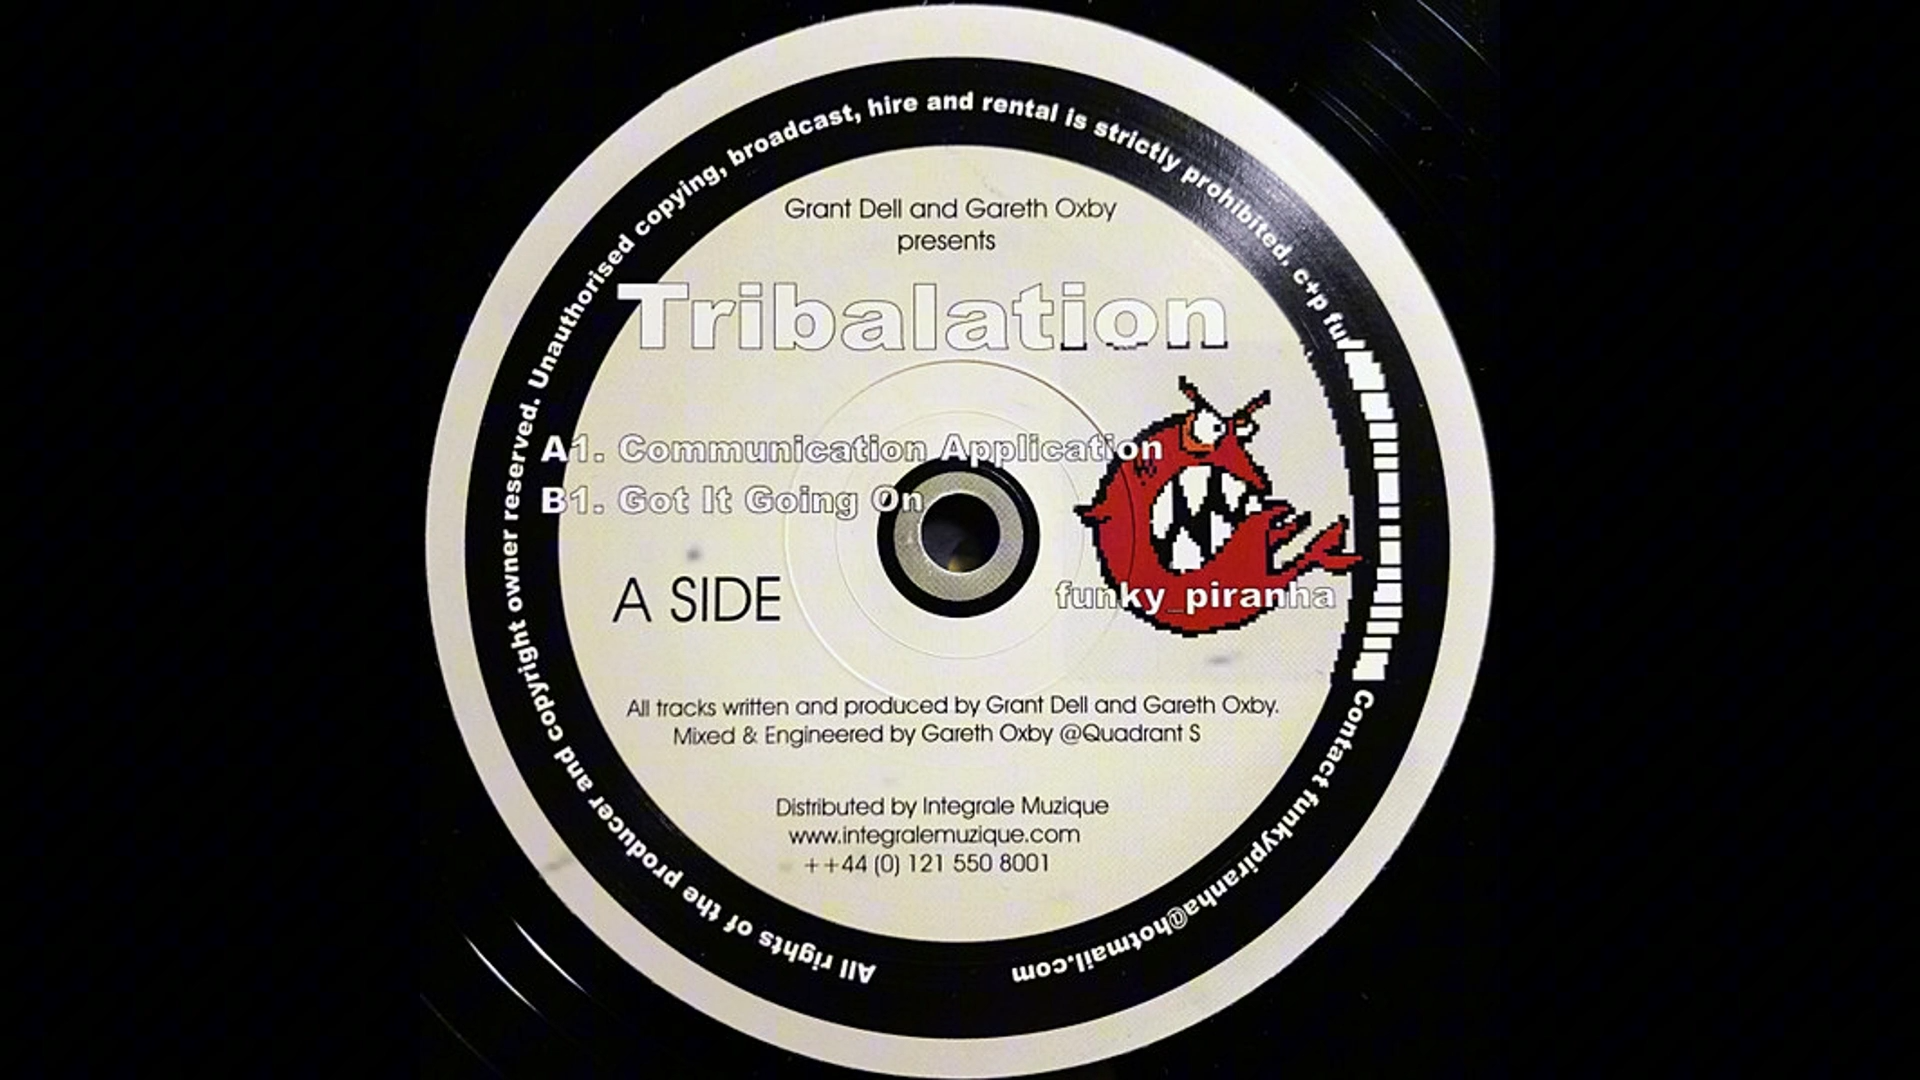 All rights of the producer and copyright owner reserved. Unauthorised copying, broadcast, hire and rental is strictly prohibited. c+p fu
Contact funkypiranha@hotmail.com
Grant Dell and Gareth Oxby
presents
Tribalation
A1. Communication Application
B1. Got It Going On
A SIDE
funky_piranha
All tracks written and produced by Grant Dell and Gareth Oxby.
Mixed & Engineered by Gareth Oxby @Quadrant S
Distributed by Integrale Muzique
www.integralemuzique.com
++44 (0) 121 550 8001